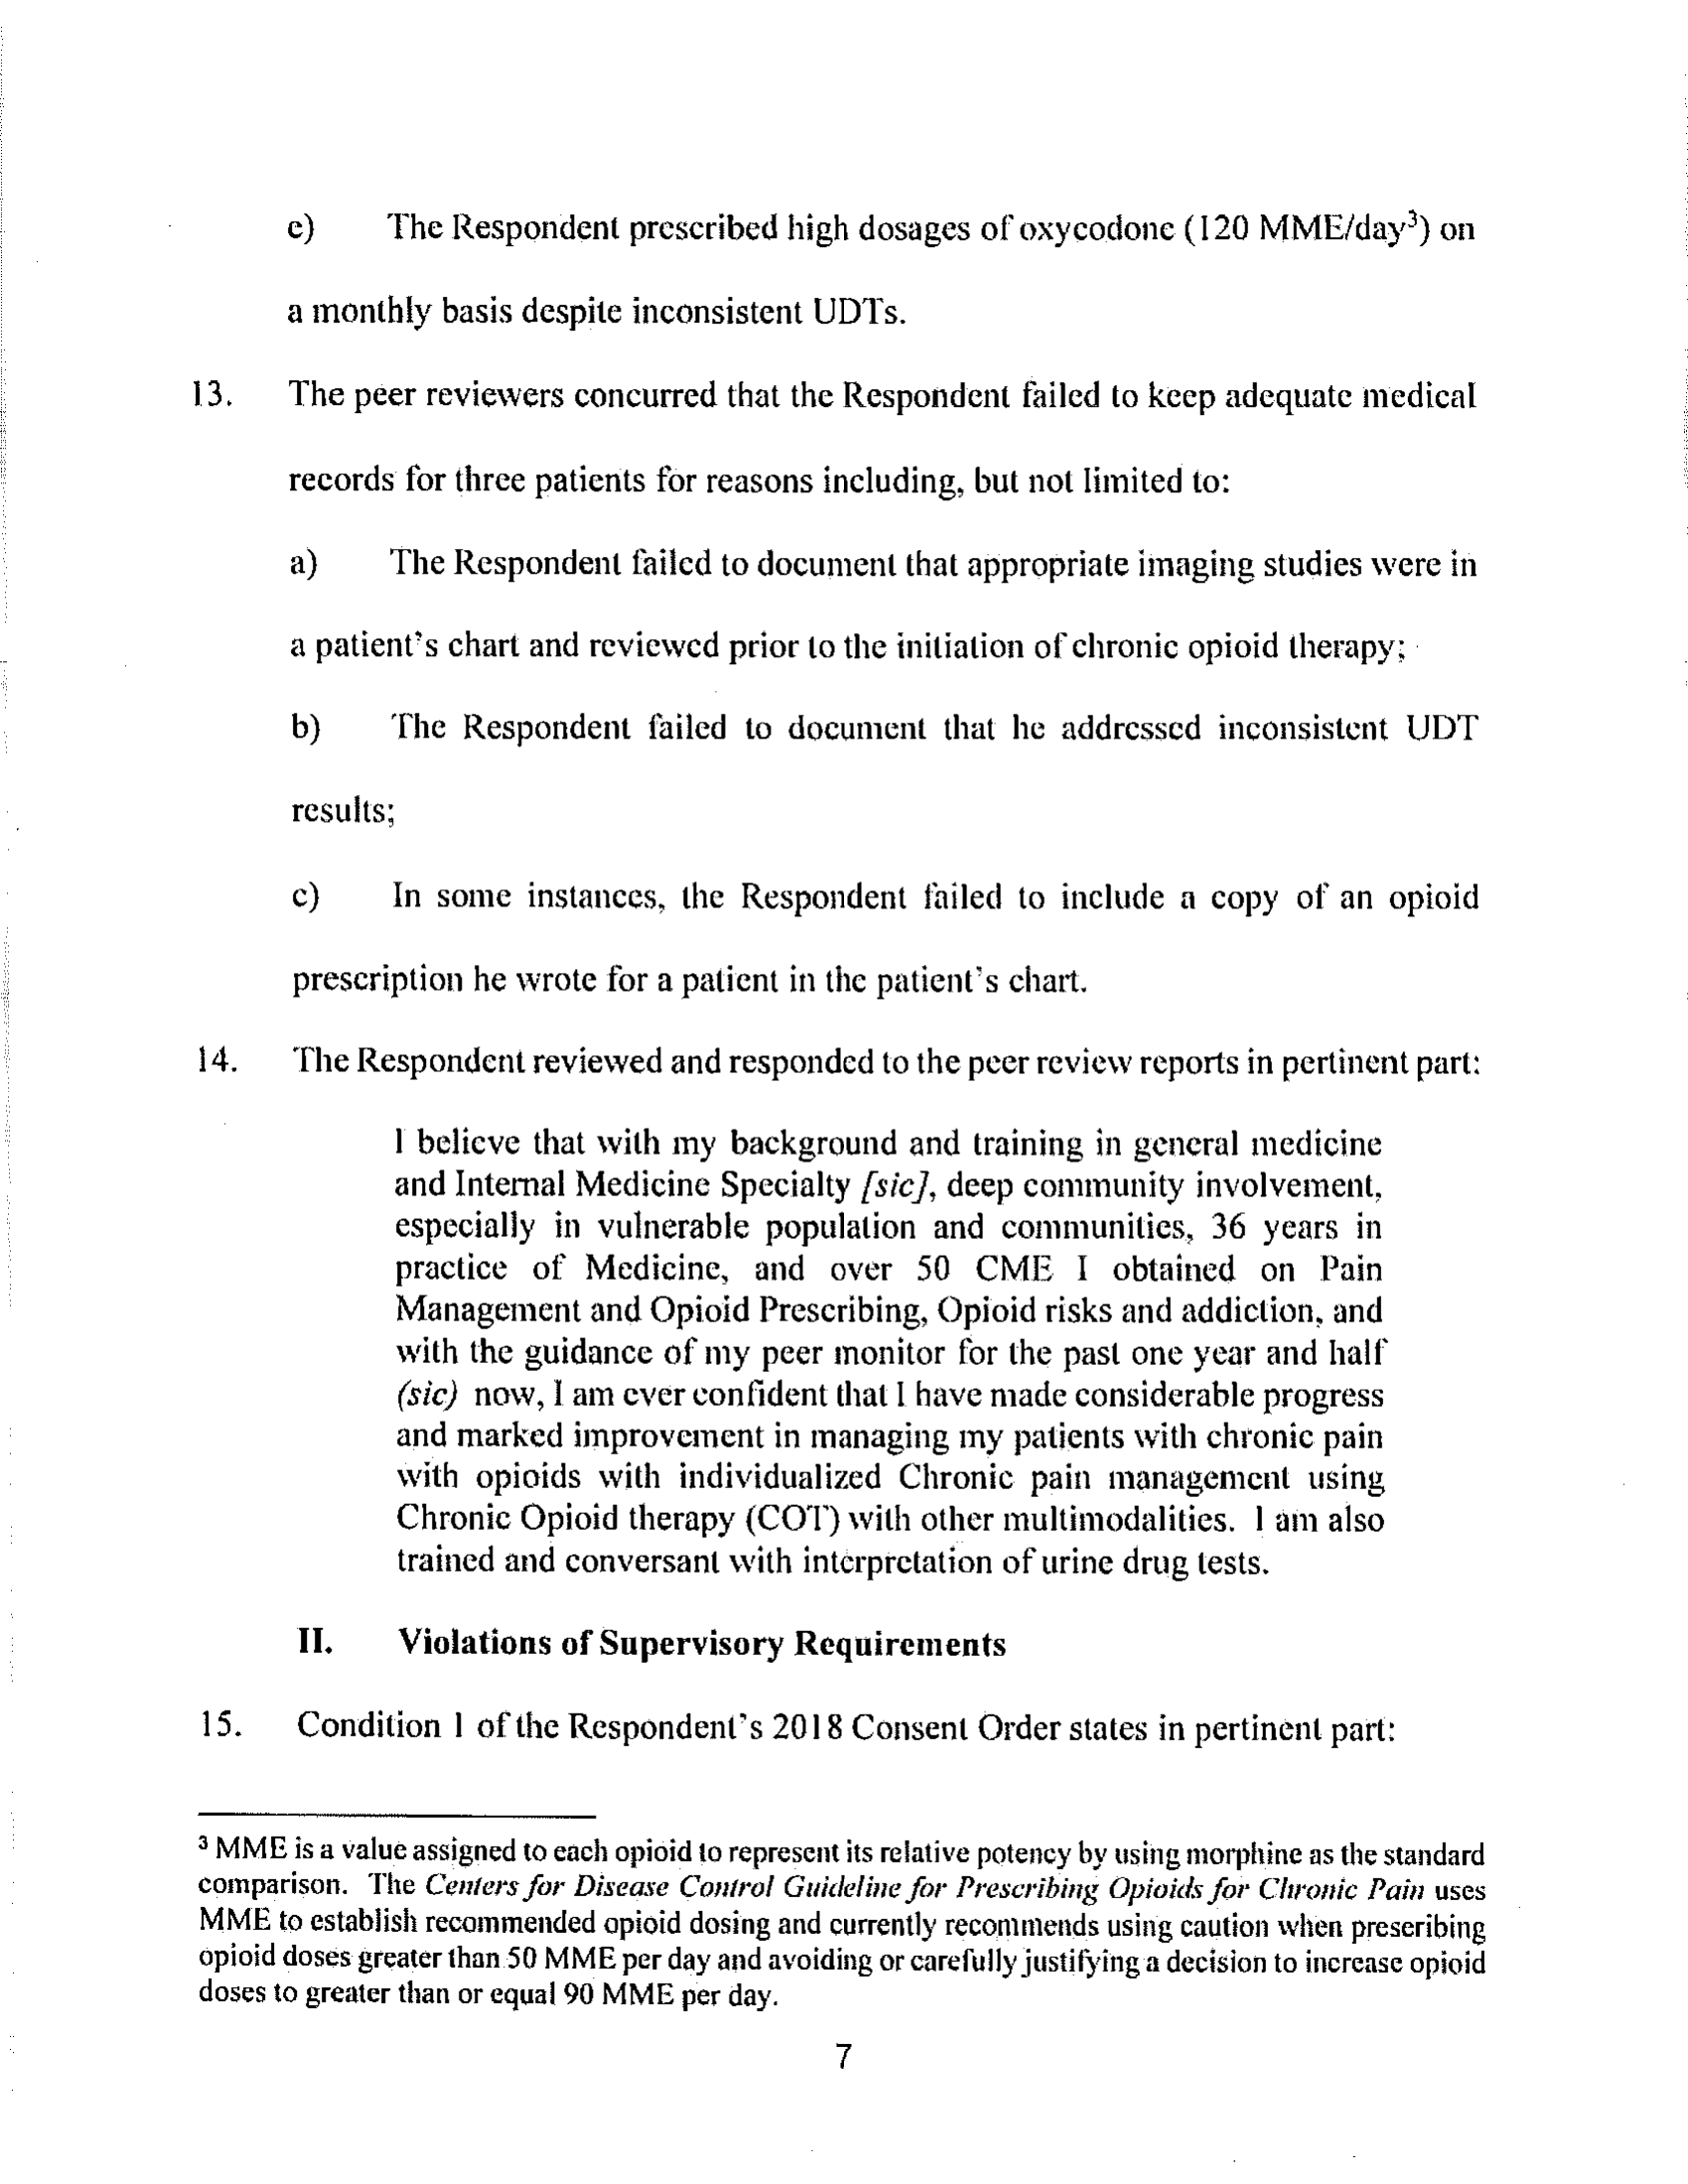 e) The Respondent prescribed high dosages of oxycodone (120 MME/day³) on
a monthly basis despite inconsistent UDTs.
13. The peer reviewers concurred that the Respondent failed to keep adequate medical
records for three patients for reasons including, but not limited to:
a) The Respondent failed to document that appropriate imaging studies were in
a patient's chart and reviewed prior to the initiation of chronic opioid therapy;
b) The Respondent failed to document that he addressed inconsistent UDT
results;
c) In some instances, the Respondent failed to include a copy of an opioid
prescription he wrote for a patient in the patient's chart.
14. The Respondent reviewed and responded to the peer review reports in pertinent part:
I believe that with my background and training in general medicine
and Internal Medicine Specialty [sic], deep community involvement,
especially in vulnerable population and communities, 36 years in
practice of Medicine, and over 50 CME I obtained on Pain
Management and Opioid Prescribing, Opioid risks and addiction, and
with the guidance of my peer monitor for the past one year and half
(sic) now, I am ever confident that I have made considerable progress
and marked improvement in managing my patients with chronic pain
with opioids with individualized Chronic pain management using
Chronic Opioid therapy (COT) with other multimodalities. I am also
trained and conversant with interpretation of urine drug tests.
II. Violations of Supervisory Requirements
15. Condition 1 of the Respondent's 2018 Consent Order states in pertinent part:
³ MME is a value assigned to each opioid to represent its relative potency by using morphine as the standard
comparison. The Centers for Disease Control Guideline for Prescribing Opioids for Chronic Pain uses
MME to establish recommended opioid dosing and currently recommends using caution when prescribing
opioid doses greater than 50 MME per day and avoiding or carefully justifying a decision to increase opioid
doses to greater than or equal 90 MME per day.
7